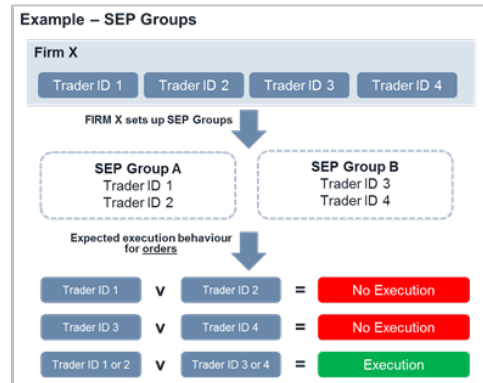 Example – SEP Groups
Firm X
Trader ID 1 Trader ID 2 Trader ID 3 Trader ID 4
FIRM X sets up SEP Groups
SEP Group A
Trader ID 1
Trader ID 2
SEP Group B
Trader ID 3
Trader ID 4
Expected execution behaviour
for orders
Trader ID 1 v Trader ID 2 = No Execution
Trader ID 3 v Trader ID 4 = No Execution
Trader ID 1 or 2 v Trader ID 3 or 4 = Execution